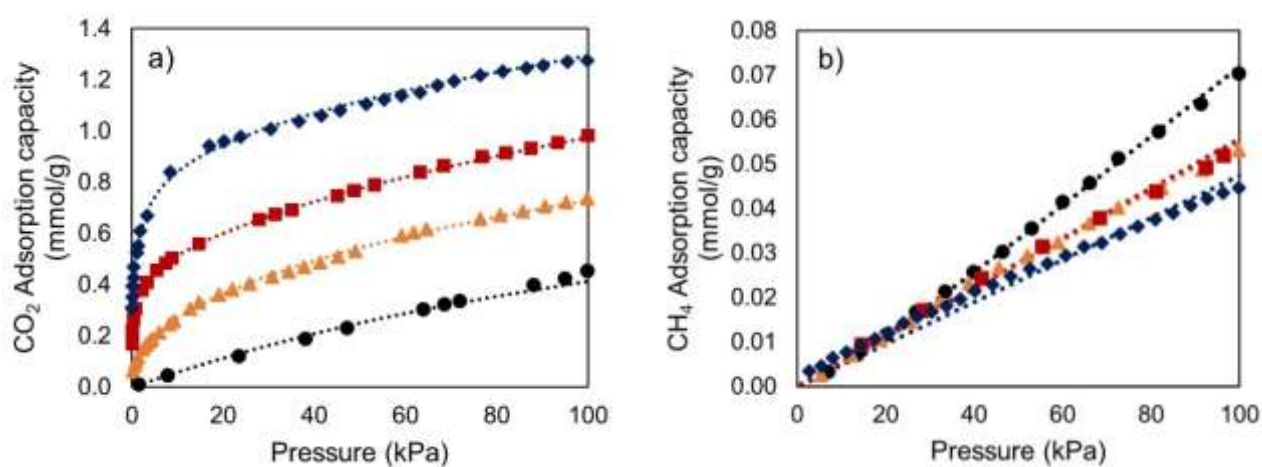 a)
CO₂ Adsorption capacity
(mmol/g)
1.4
1.2
1.0
0.8
0.6
0.4
0.2
0.0
0 20 40 60 80 100
Pressure (kPa)
b)
CH₄ Adsorption capacity
(mmol/g)
0.08
0.07
0.06
0.05
0.04
0.03
0.02
0.01
0.00
0 20 40 60 80 100
Pressure (kPa)